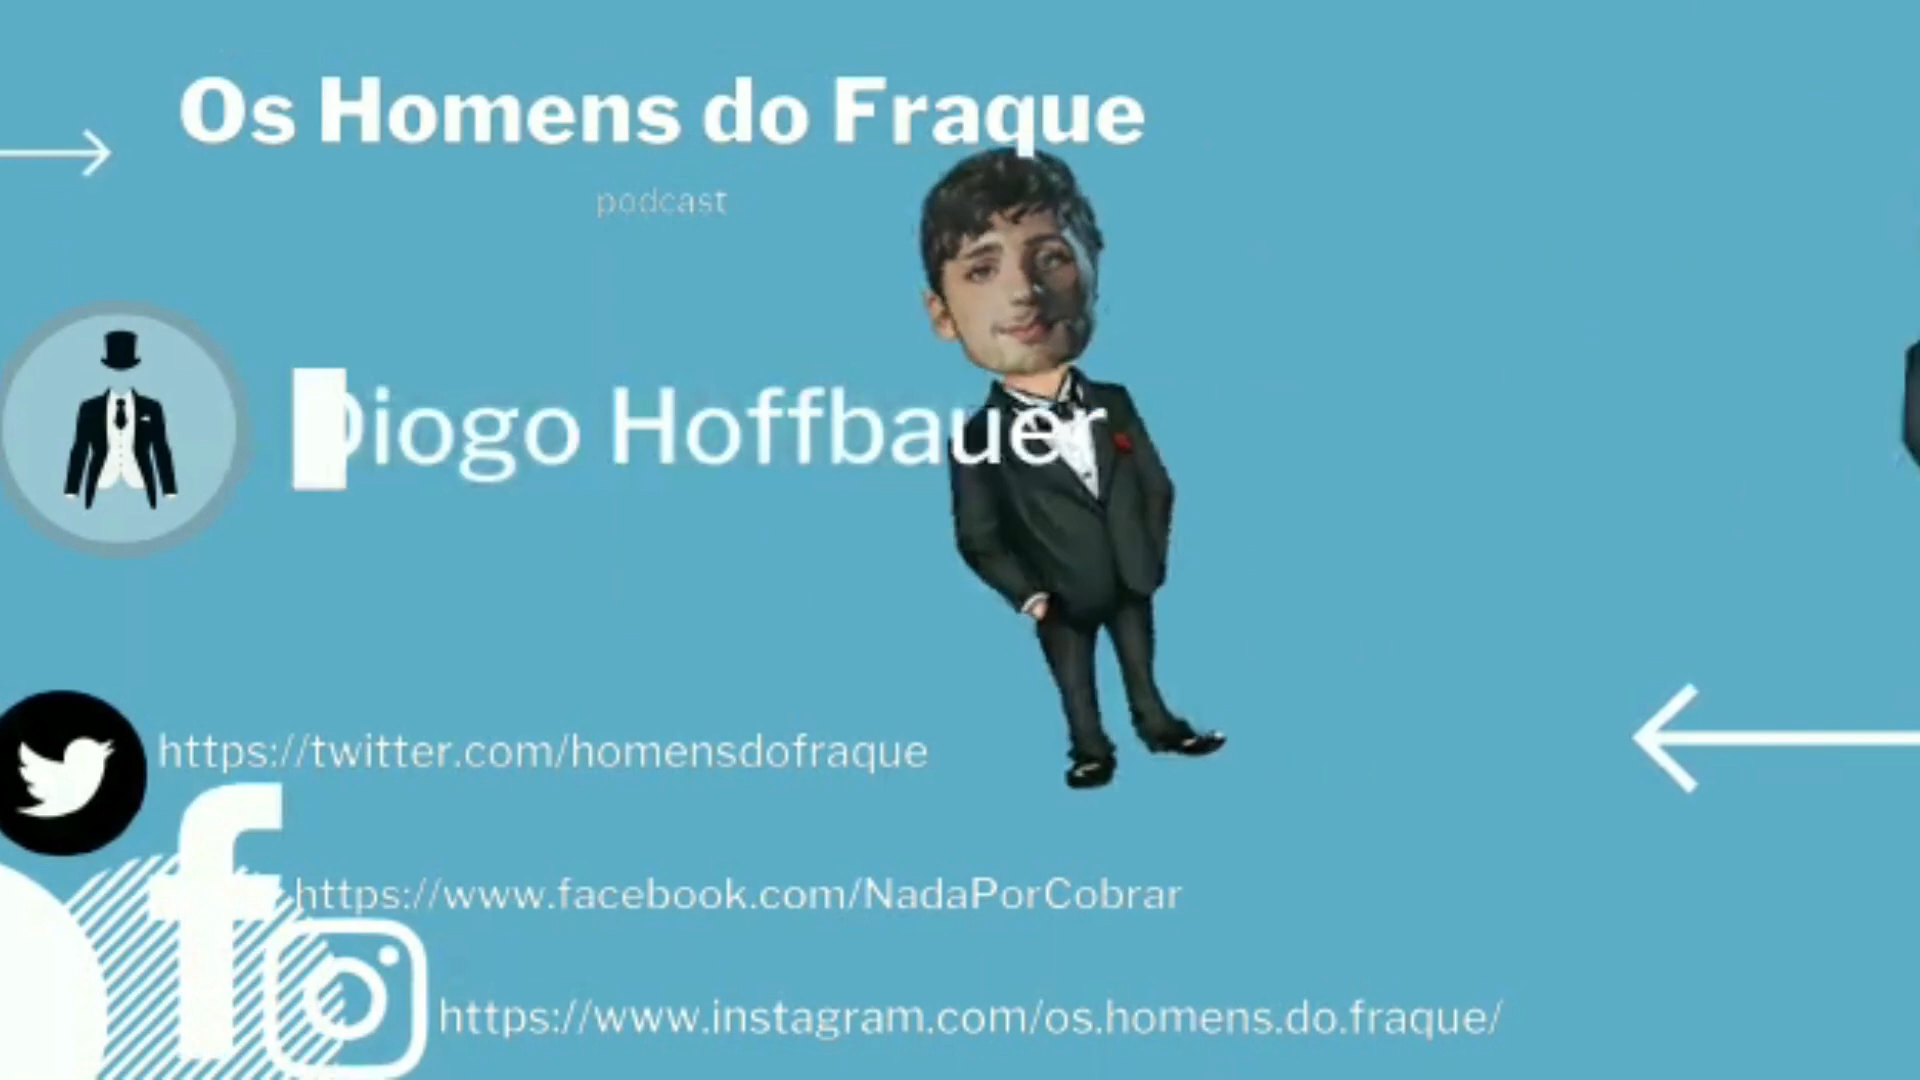 Os Homens do Fraque
podcast
Diogo Hoffbauer
https://twitter.com/homensdofraque
https://www.facebook.com/NadaPorCobrar
https://www.instagram.com/os.homens.do.fraque/